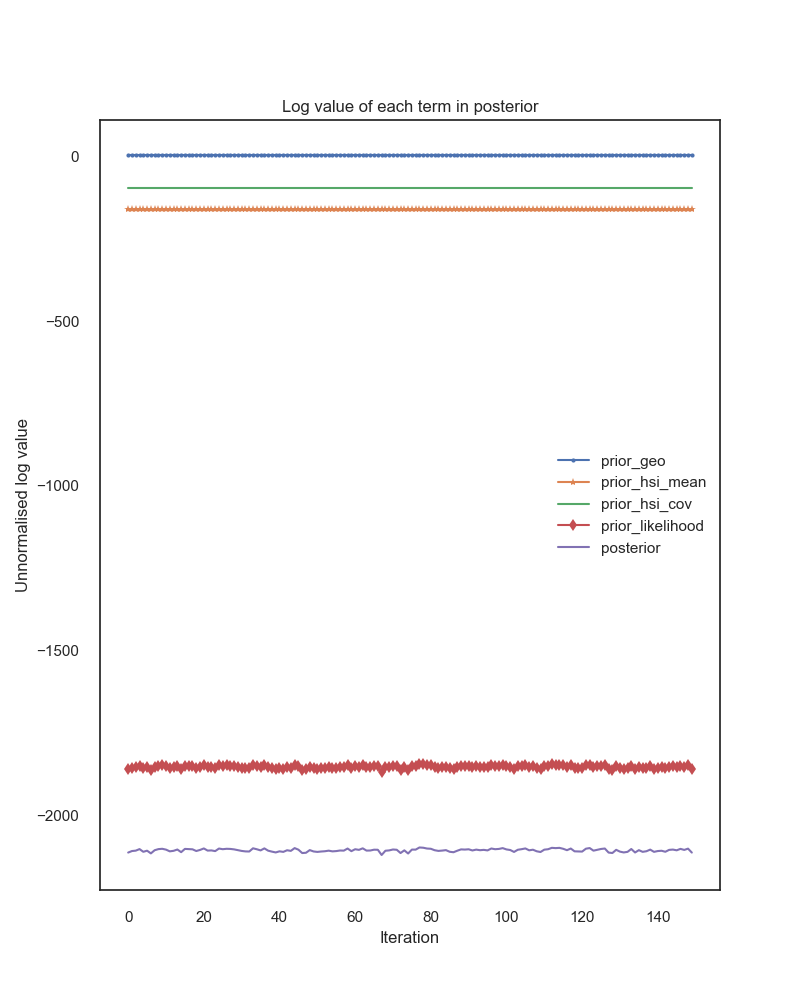 Log value of each term in posterior
Unnormalised log value
0
−500
−1000
−1500
−2000
prior_geo
prior_hsi_mean
prior_hsi_cov
prior_likelihood
posterior
0 20 40 60 80 100 120 140
Iteration